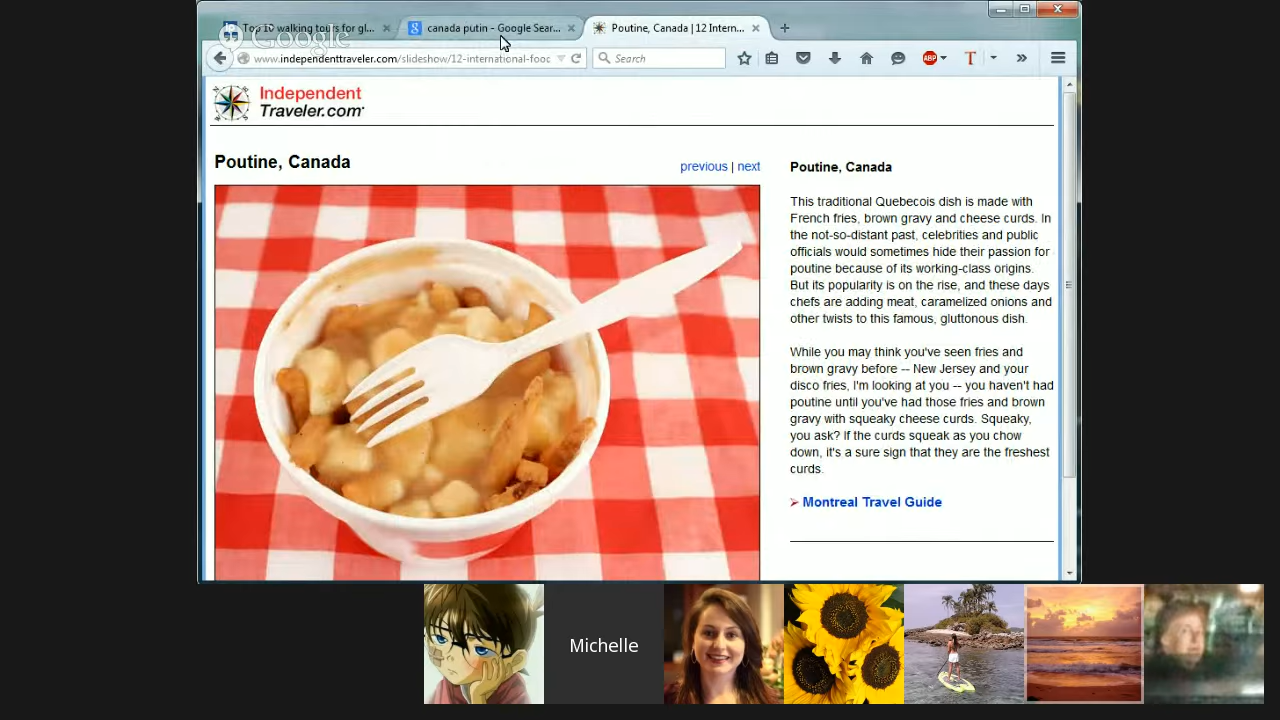 Top 10 walking tours for gl...
canada putin - Google Sear...
Poutine, Canada | 12 Intern...
Google
www.independenttraveler.com/slideshow/12-international-food
Search
ABP
T
Independent
Traveler.com
Poutine, Canada
previous | next
Poutine, Canada
This traditional Quebecois dish is made with
French fries, brown gravy and cheese curds. In
the not-so-distant past, celebrities and public
officials would sometimes hide their passion for
poutine because of its working-class origins.
But its popularity is on the rise, and these days
chefs are adding meat, caramelized onions and
other twists to this famous, gluttonous dish.
While you may think you've seen fries and
brown gravy before -- New Jersey and your
disco fries, I'm looking at you -- you haven't had
poutine until you've had those fries and brown
gravy with squeaky cheese curds. Squeaky,
you ask? If the curds squeak as you chow
down, it's a sure sign that they are the freshest
curds.
Montreal Travel Guide
Michelle